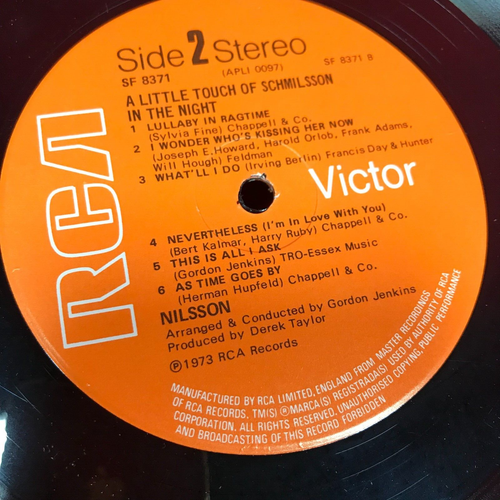 RCA
Side 2 Stereo
SF 8371
(APLI 0097)
SF 8371 B
A LITTLE TOUCH OF SCHMILSSON
IN THE NIGHT
1 LULLABY IN RAGTIME
(Sylvia Fine) Chappell & Co.
2 I WONDER WHO'S KISSING HER NOW
(Joseph E. Howard, Harold Orlob, Frank Adams,
Will Hough) Feldman
3 WHAT'LL I DO (Irving Berlin) Francis Day & Hunter
Victor
4 NEVERTHELESS (I'm In Love With You)
(Bert Kalmar, Harry Ruby) Chappell & Co.
5 THIS IS ALL I ASK
(Gordon Jenkins) TRO-Essex Music
6 AS TIME GOES BY
(Herman Hupfeld) Chappell & Co.
NILSSON
Arranged & Conducted by Gordon Jenkins
Produced by Derek Taylor
Ⓟ1973 RCA Records
MANUFACTURED BY RCA LIMITED, ENGLAND FROM MASTER RECORDINGS
OF RCA RECORDS. TM(S) ®MARCA(S) REGISTRADA(S) USED BY AUTHORITY OF RCA
CORPORATION. ALL RIGHTS RESERVED. UNAUTHORISED COPYING, PUBLIC PERFORMANCE
AND BROADCASTING OF THIS RECORD FORBIDDEN